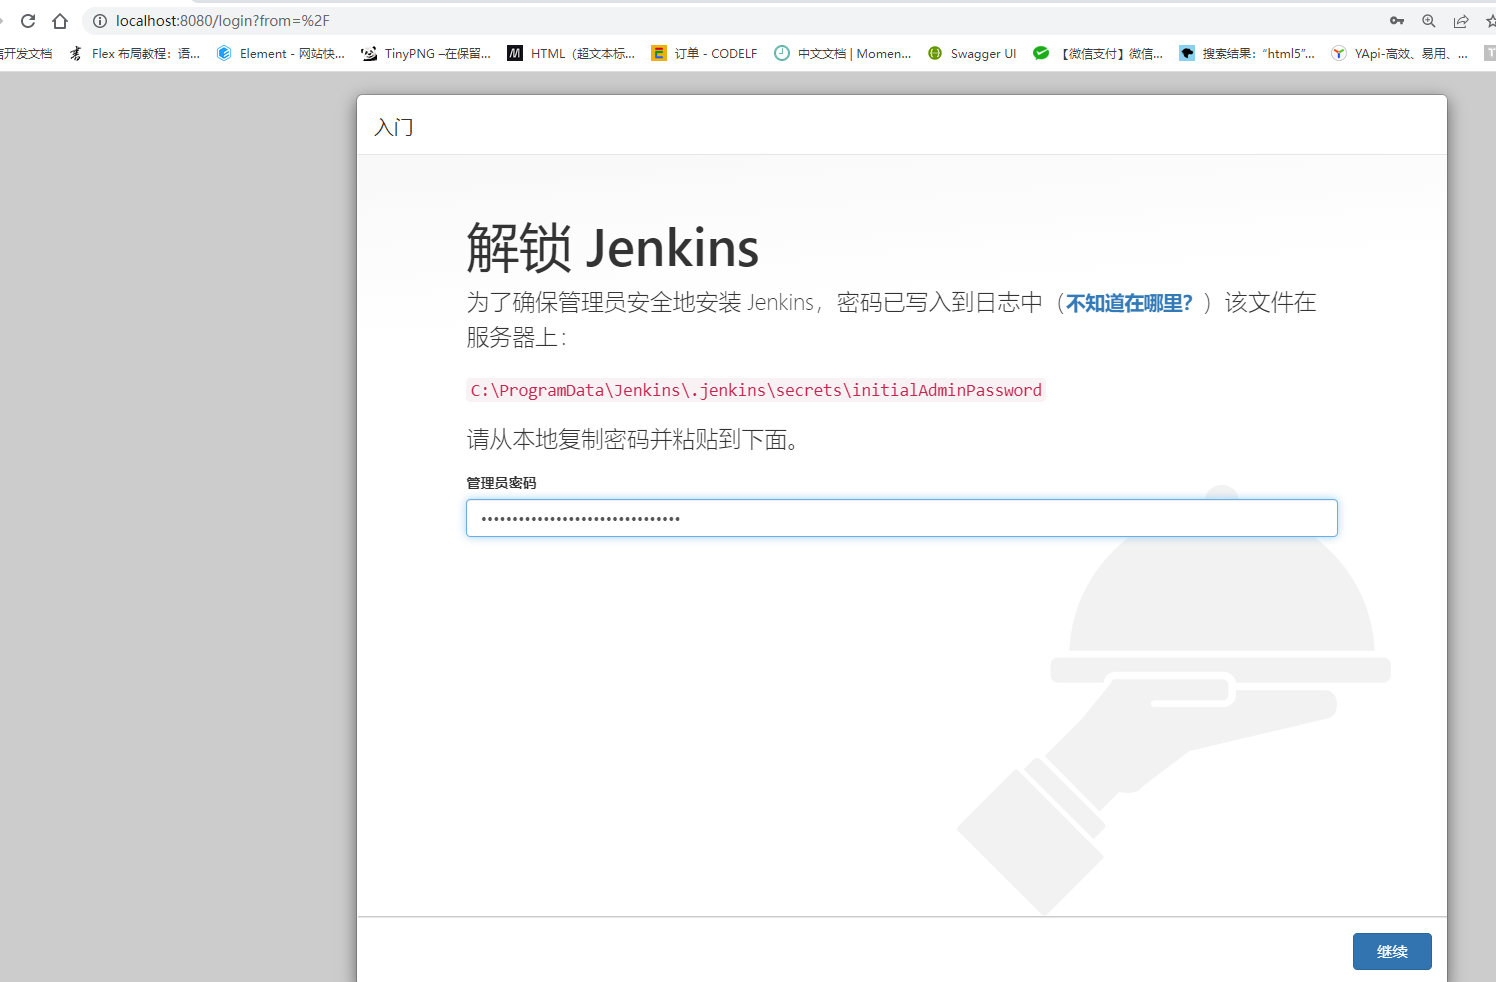 localhost:8080/login?from=%2F
开发文档 Flex 布局教程：语... Element - 网站快... TinyPNG –在保留... HTML（超文本标... 订单 - CODELF 中文文档 | Momen... Swagger UI 【微信支付】微信... 搜索结果："html5"... YApi-高效、易用、...
入门
解锁 Jenkins
为了确保管理员安全地安装 Jenkins，密码已写入到日志中（不知道在哪里？）该文件在
服务器上：
C:\ProgramData\Jenkins\.jenkins\secrets\initialAdminPassword
请从本地复制密码并粘贴到下面。
管理员密码
继续